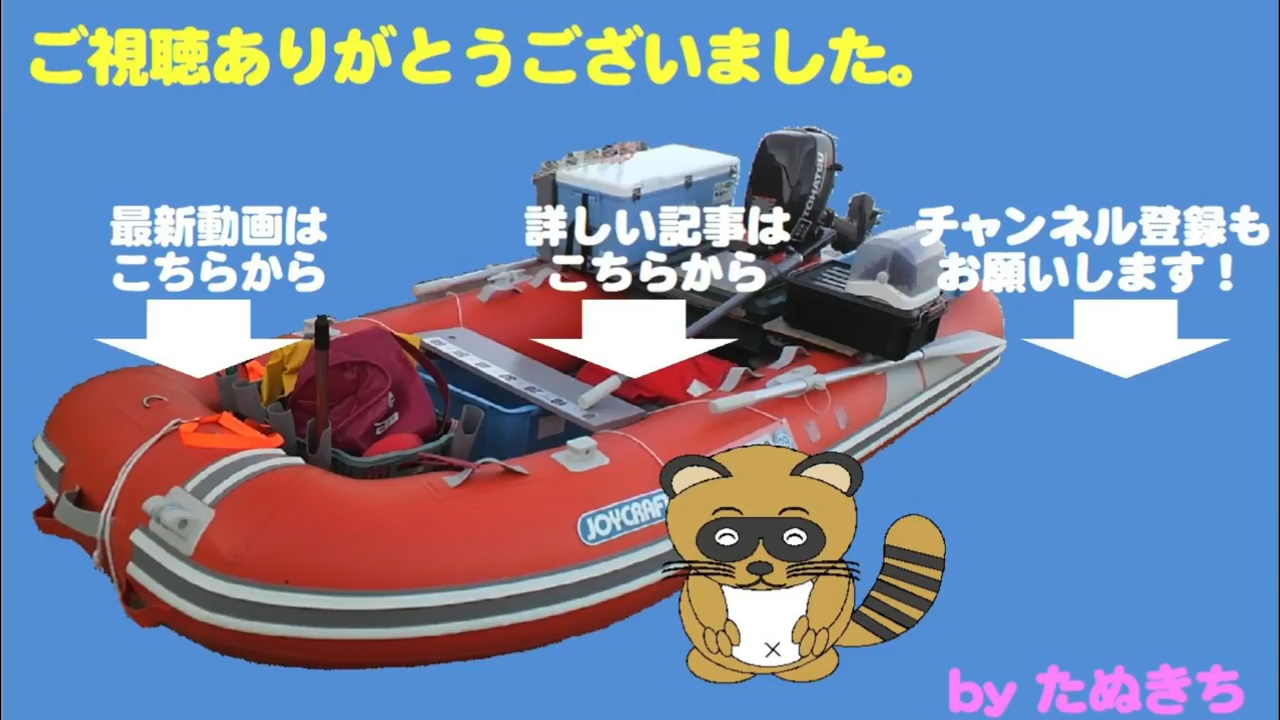 ご視聴ありがとうございました。
最新動画は
こちらから
詳しい記事は
こちらから
チャンネル登録も
お願いします！
TOHATSU
JOYCRAFT
by たぬきち